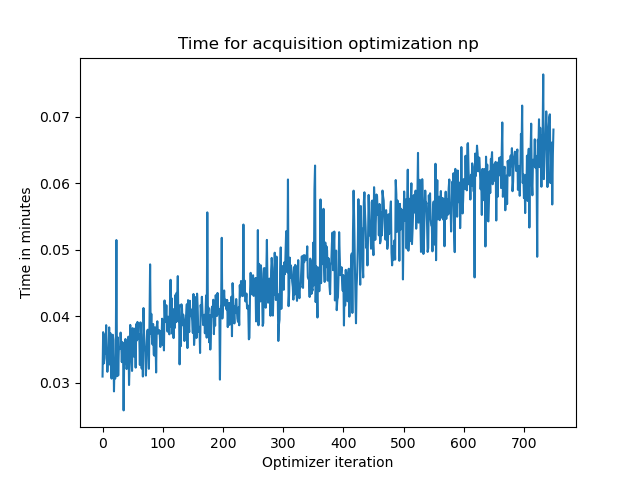 Time for acquisition optimization np
Time in minutes
0.07
0.06
0.05
0.04
0.03
0 100 200 300 400 500 600 700
Optimizer iteration